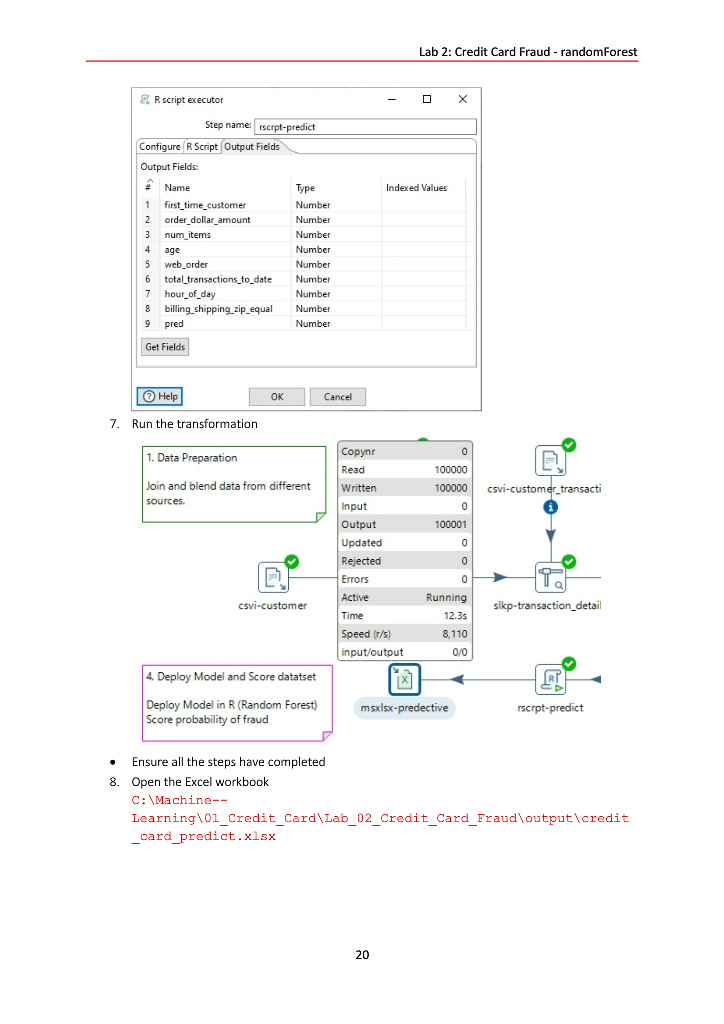 Lab 2: Credit Card Fraud - randomForest
R script executor
Step name: rscrpt-predict
Configure R Script Output Fields
Output Fields:
# Name Type Indexed Values
1 first_time_customer Number
2 order_dollar_amount Number
3 num_items Number
4 age Number
5 web_order Number
6 total_transactions_to_date Number
7 hour_of_day Number
8 billing_shipping_zip_equal Number
9 pred Number
Get Fields
Help OK Cancel
7. Run the transformation
1. Data Preparation
Join and blend data from different
sources.
Copynr 0
Read 100000
Written 100000
Input 0
Output 100001
Updated 0
Rejected 0
Errors 0
Active Running
Time 12.3s
Speed (r/s) 8,110
input/output 0/0
csvi-customer_transacti
csvi-customer
slkp-transaction_detail
4. Deploy Model and Score datatset
Deploy Model in R (Random Forest)
Score probability of fraud
msxlsx-predective
rscrpt-predict
• Ensure all the steps have completed
8. Open the Excel workbook
C:\Machine--
Learning\01_Credit_Card\Lab_02_Credit_Card_Fraud\output\credit
_card_predict.xlsx
20